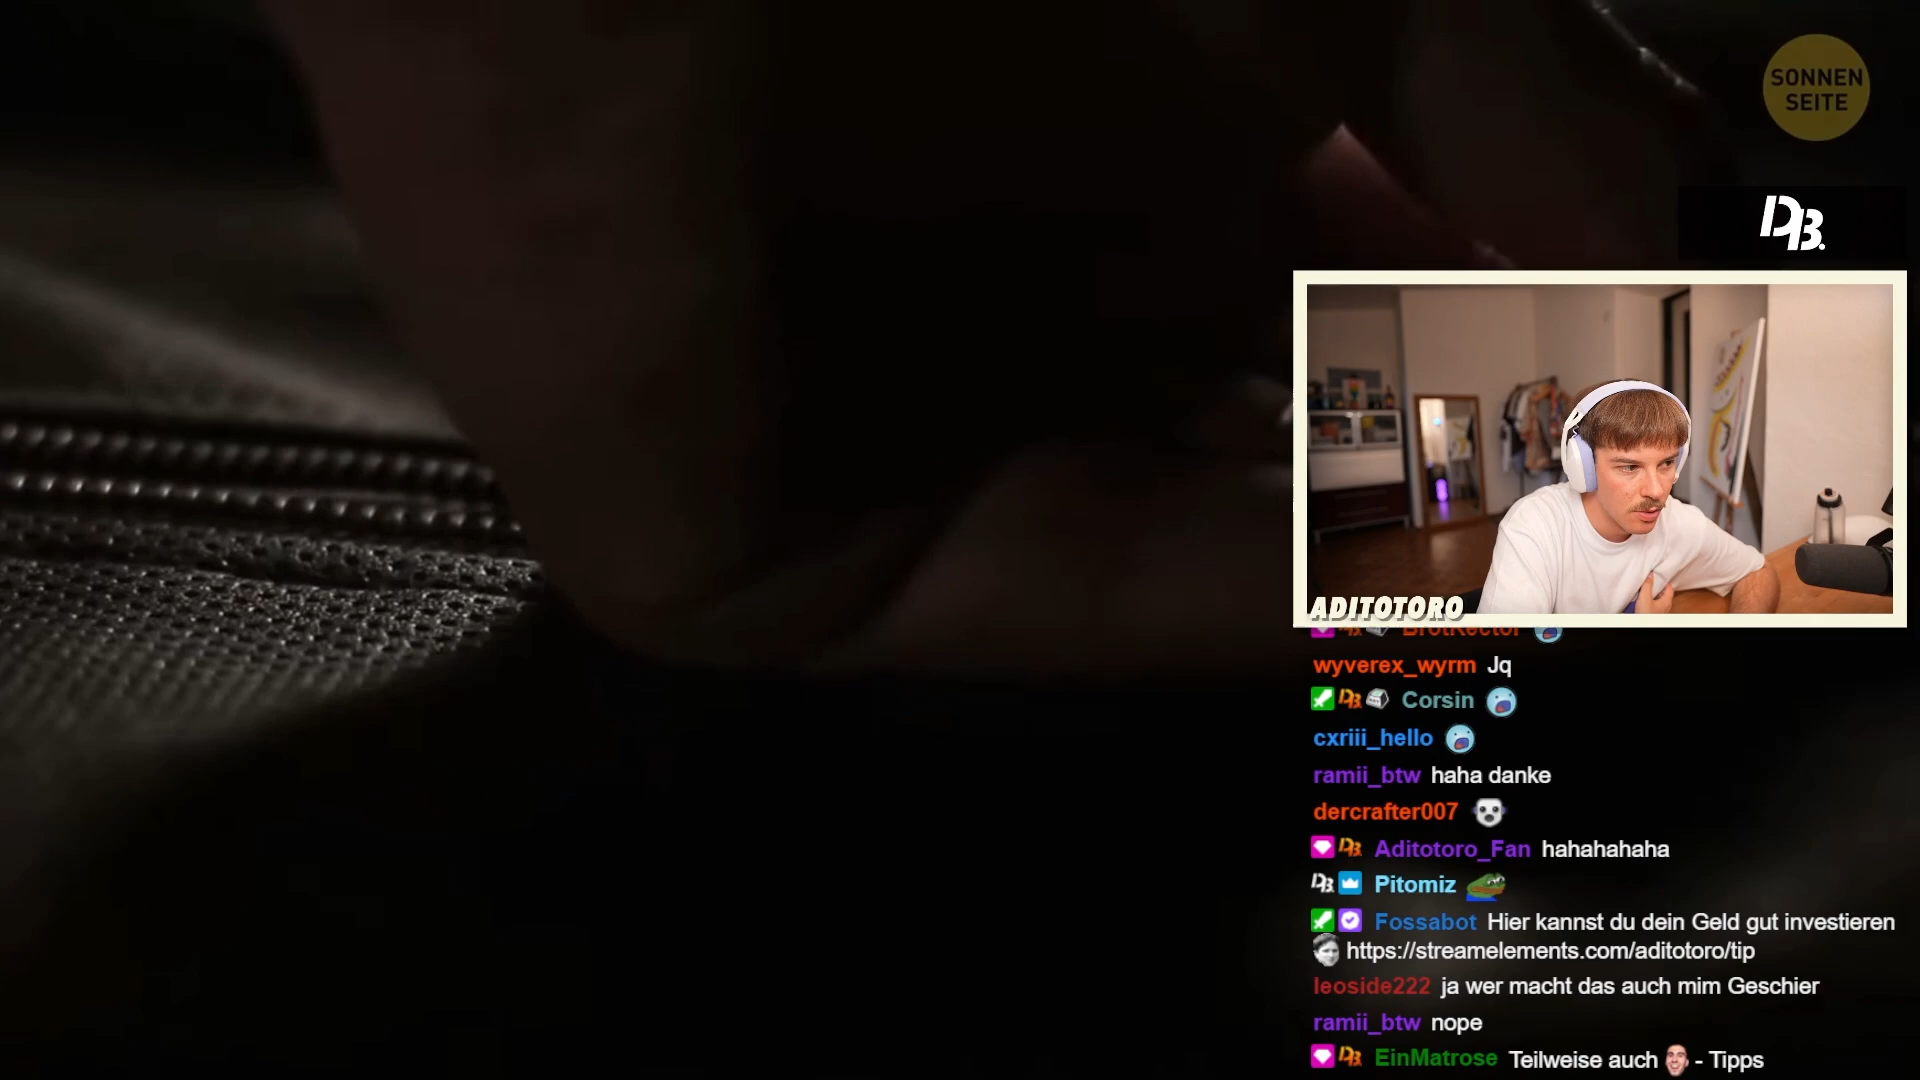 SONNEN
SEITE
DB.
ADITOTORO
BrotRector
wyverex_wyrm Jq
Corsin
cxriii_hello
ramii_btw haha danke
dercrafter007
Aditotoro_Fan hahahahaha
Pitomiz
Fossabot Hier kannst du dein Geld gut investieren
https://streamelements.com/aditotoro/tip
leoside222 ja wer macht das auch mim Geschier
ramii_btw nope
EinMatrose Teilweise auch - Tipps